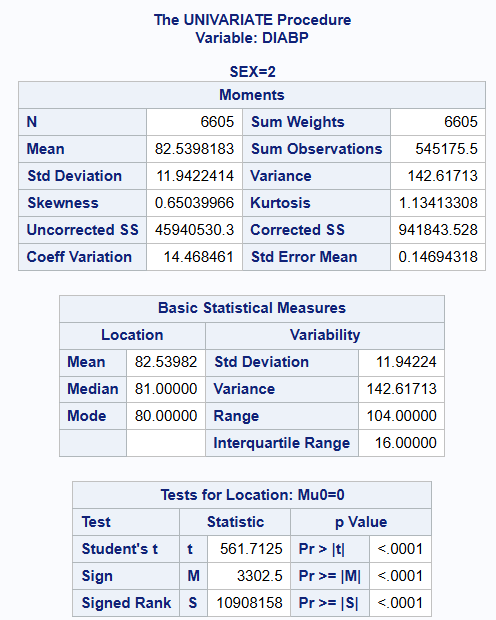 The UNIVARIATE Procedure
Variable: DIABP
SEX=2
Moments
N 6605 Sum Weights 6605
Mean 82.5398183 Sum Observations 545175.5
Std Deviation 11.9422414 Variance 142.61713
Skewness 0.65039966 Kurtosis 1.13413308
Uncorrected SS 45940530.3 Corrected SS 941843.528
Coeff Variation 14.468461 Std Error Mean 0.14694318
Basic Statistical Measures
Location Variability
Mean 82.53982 Std Deviation 11.94224
Median 81.00000 Variance 142.61713
Mode 80.00000 Range 104.00000
Interquartile Range 16.00000
Tests for Location: Mu0=0
Test Statistic p Value
Student's t t 561.7125 Pr > |t| <.0001
Sign M 3302.5 Pr >= |M| <.0001
Signed Rank S 10908158 Pr >= |S| <.0001